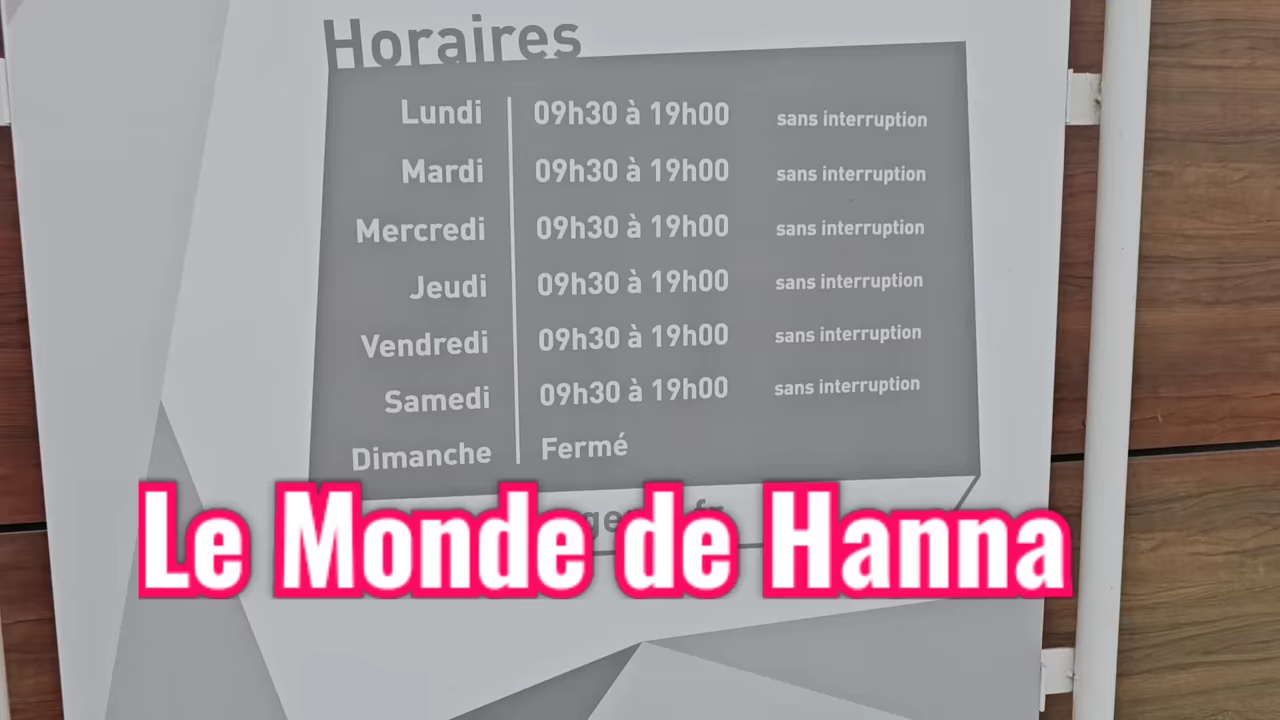 Horaires
Lundi 09h30 à 19h00 sans interruption
Mardi 09h30 à 19h00 sans interruption
Mercredi 09h30 à 19h00 sans interruption
Jeudi 09h30 à 19h00 sans interruption
Vendredi 09h30 à 19h00 sans interruption
Samedi 09h30 à 19h00 sans interruption
Dimanche Fermé
Le Monde de Hanna